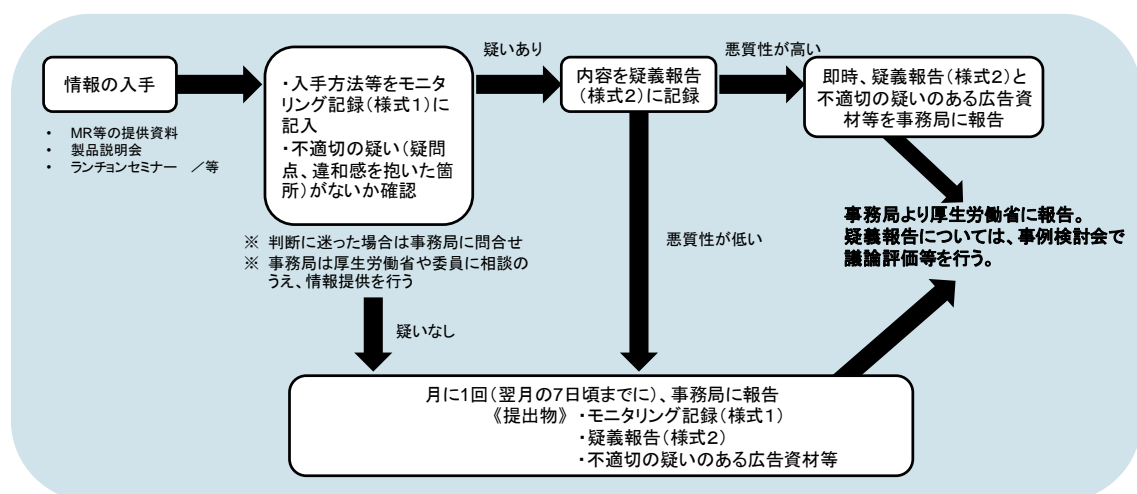 情報の入手
・ MR等の提供資料
・ 製品説明会
・ ランチョンセミナー ／等
・入手方法等をモニタ
リング記録（様式１）に
記入
・不適切の疑い（疑問
点、違和感を抱いた箇
所）がないか確認
※ 判断に迷った場合は事務局に問合せ
※ 事務局は厚生労働省や委員に相談の
うえ、情報提供を行う
疑いあり
内容を疑義報告
（様式２）に記録
悪質性が高い
即時、疑義報告（様式２）と
不適切の疑いのある広告資
材等を事務局に報告
悪質性が低い
事務局より厚生労働省に報告。
疑義報告については、事例検討会で
議論評価等を行う。
疑いなし
月に１回（翌月の７日頃までに）、事務局に報告
《提出物》 ・モニタリング記録（様式１）
・疑義報告（様式２）
・不適切の疑いのある広告資材等